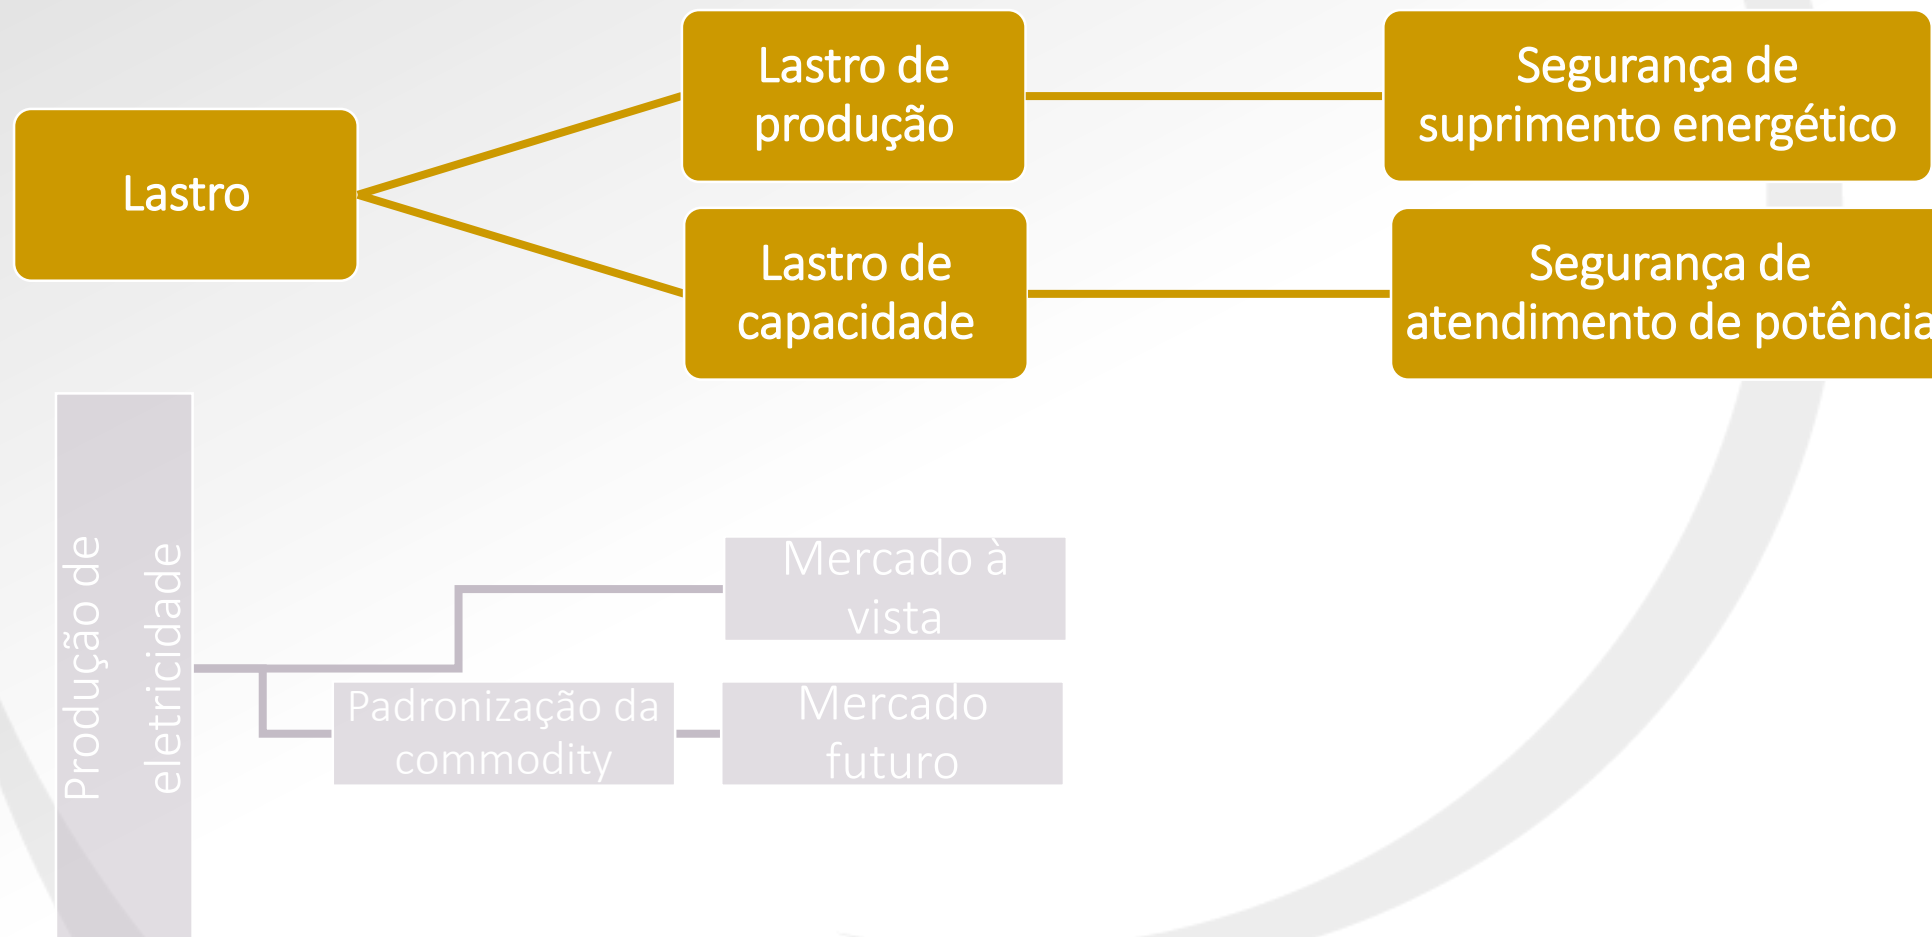 Lastro
Lastro de
produção
Segurança de
suprimento energético
Lastro de
capacidade
Segurança de
atendimento de potência
Produção de
eletricidade
Mercado à
vista
Padronização da
commodity
Mercado
futuro